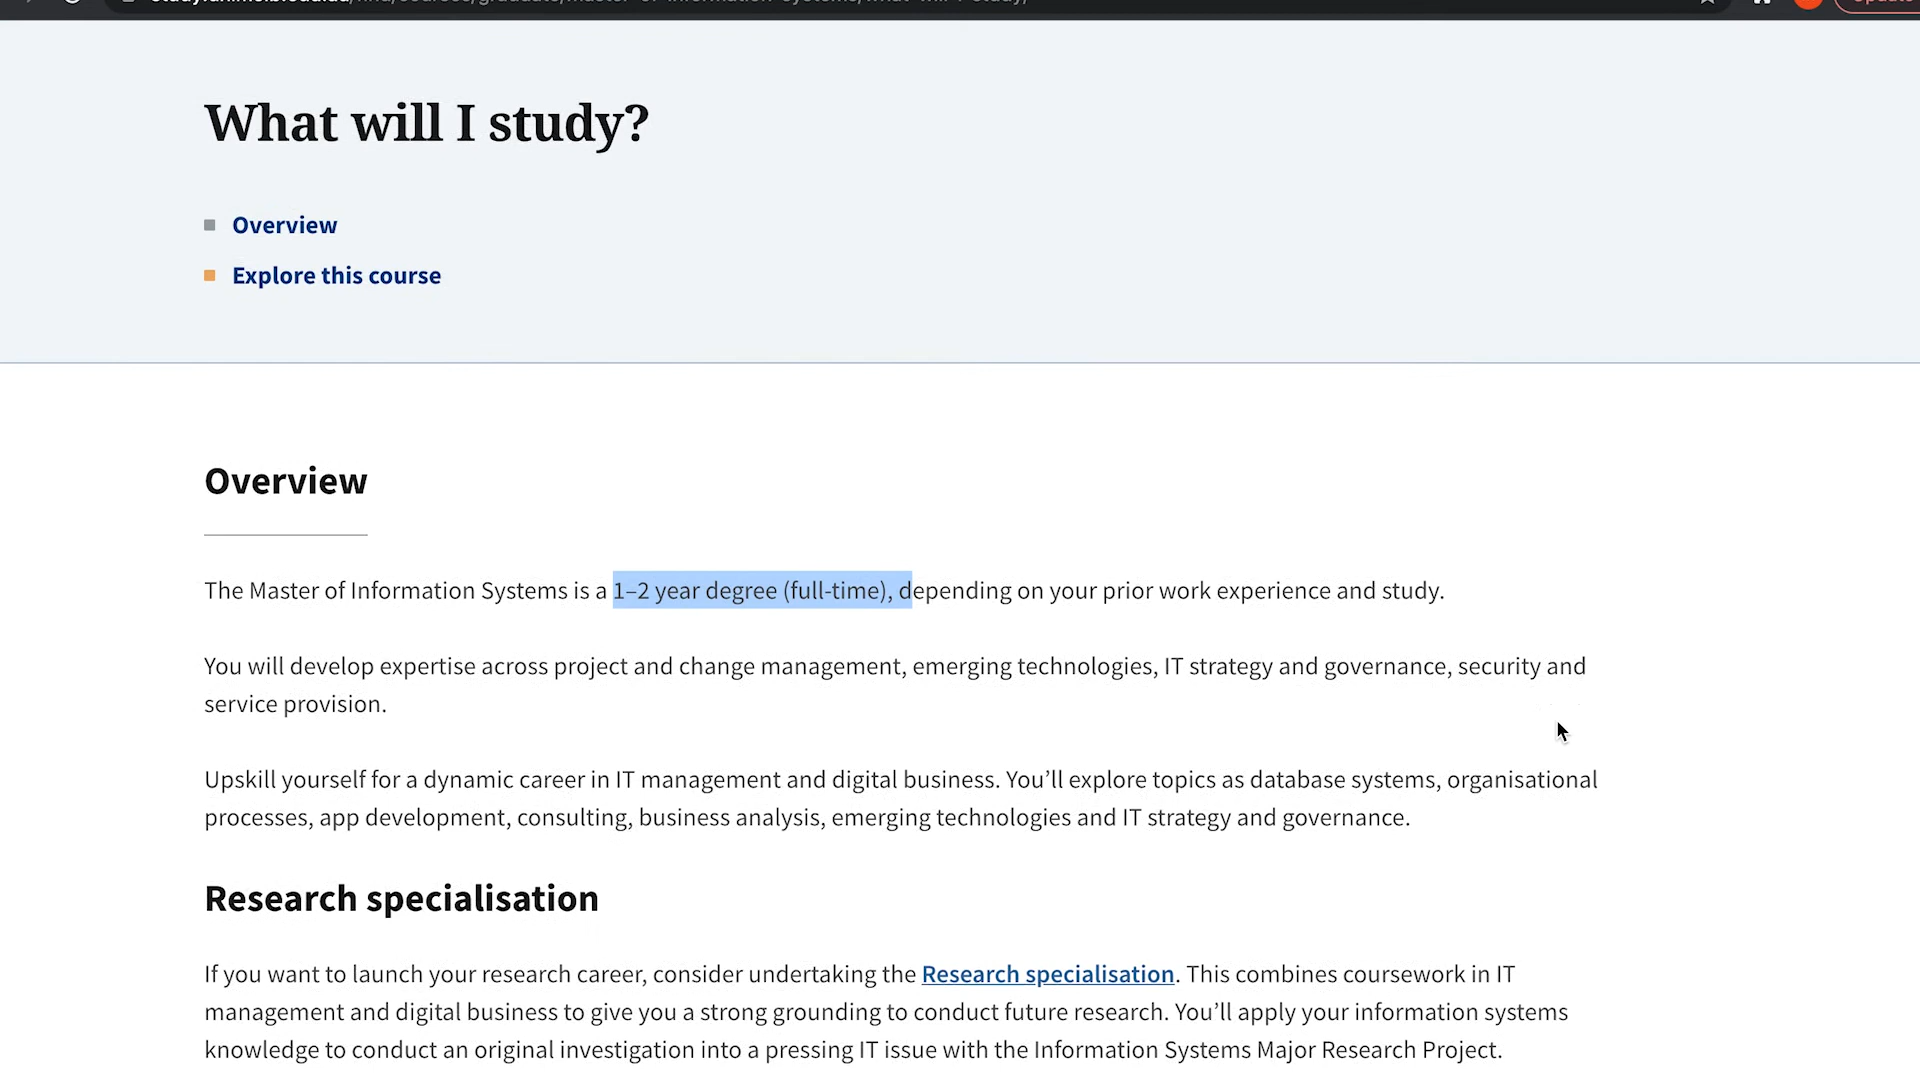 What will I study?
Overview
Explore this course
Overview
The Master of Information Systems is a 1–2 year degree (full-time), depending on your prior work experience and study.
You will develop expertise across project and change management, emerging technologies, IT strategy and governance, security and
service provision.
Upskill yourself for a dynamic career in IT management and digital business. You’ll explore topics as database systems, organisational
processes, app development, consulting, business analysis, emerging technologies and IT strategy and governance.
Research specialisation
If you want to launch your research career, consider undertaking the Research specialisation. This combines coursework in IT
management and digital business to give you a strong grounding to conduct future research. You’ll apply your information systems
knowledge to conduct an original investigation into a pressing IT issue with the Information Systems Major Research Project.